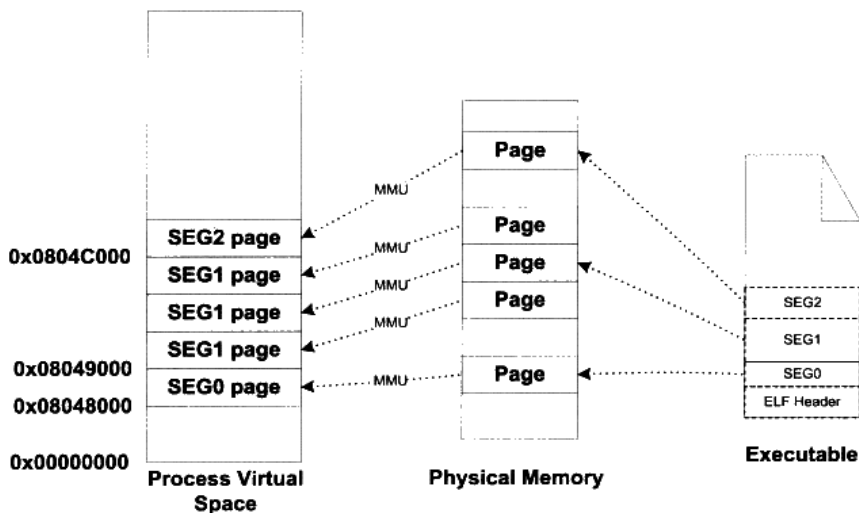 Page
MMU
SEG2 page
Page
0x0804C000
MMU
SEG1 page
Page
MMU
SEG2
SEG1 page
Page
MMU
SEG1
SEG1 page
0x08049000
SEG0 page
MMU
Page
SEG0
0x08048000
ELF Header
0x00000000
Process Virtual
Space
Physical Memory
Executable